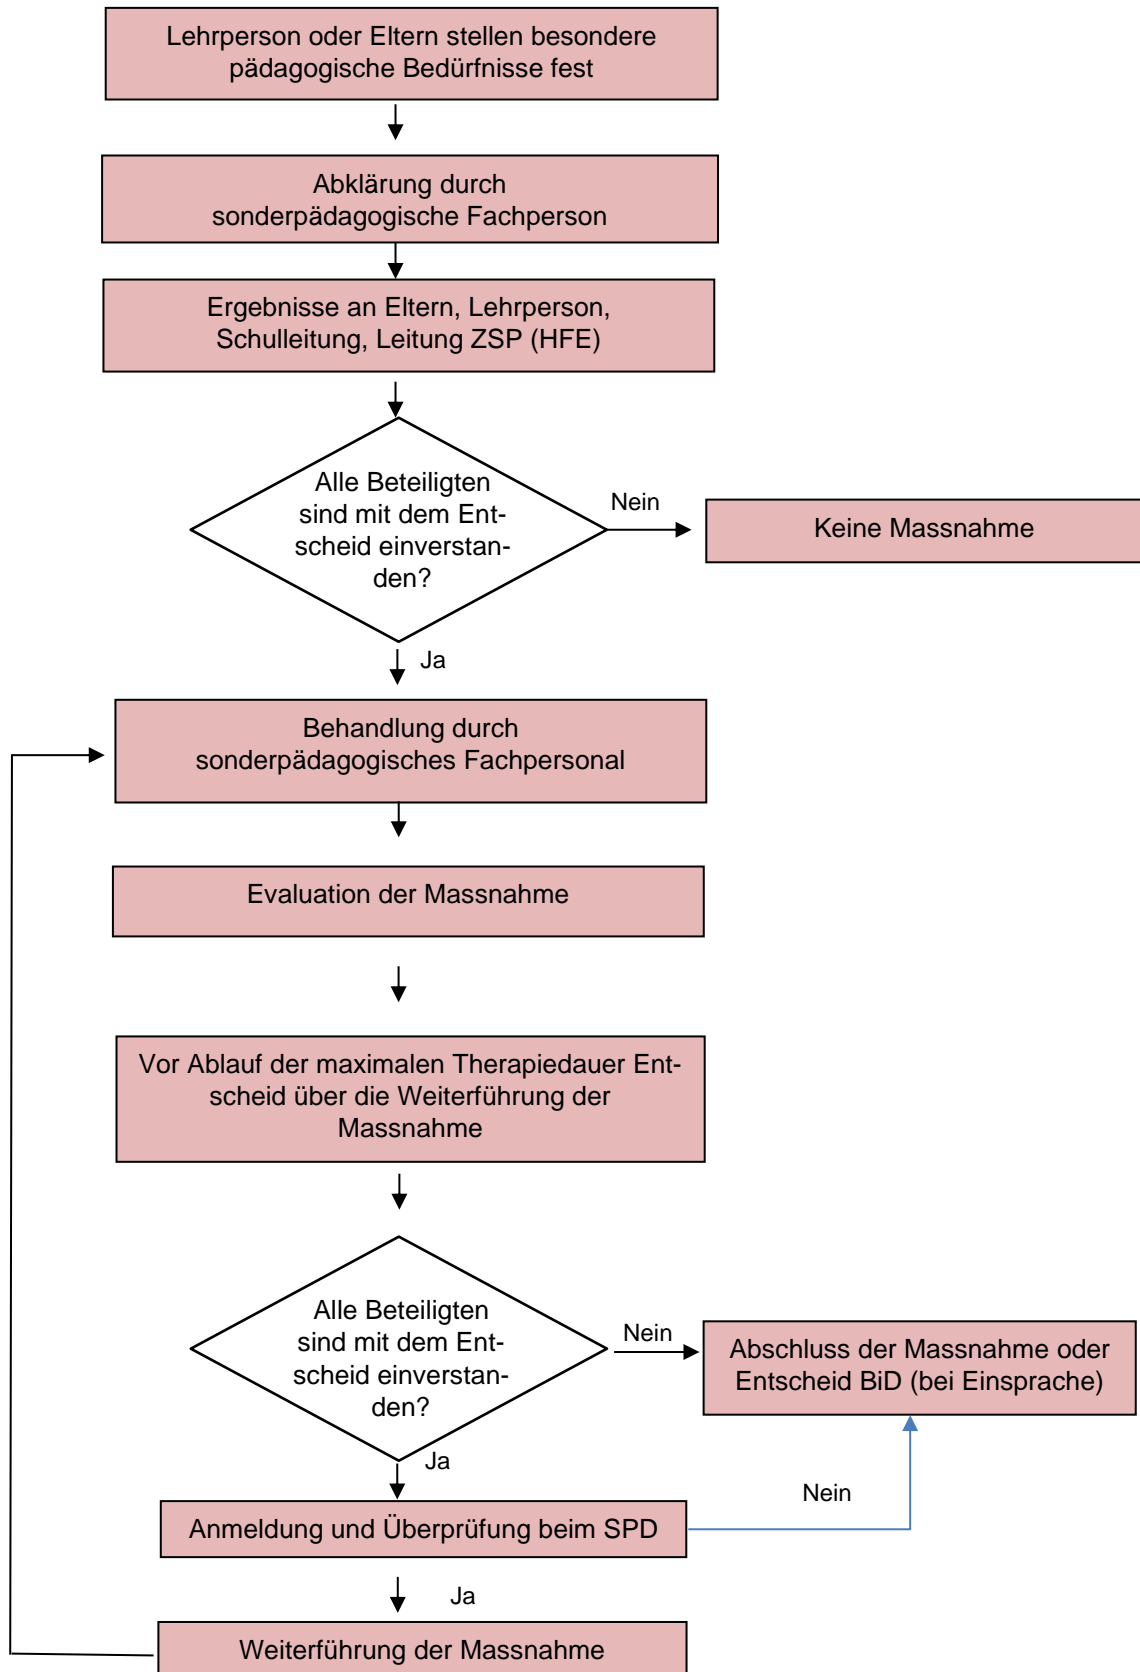 Lehrperson oder Eltern stellen besondere
pädagogische Bedürfnisse fest
Abklärung durch
sonderpädagogische Fachperson
Ergebnisse an Eltern, Lehrperson,
Schulleitung, Leitung ZSP (HFE)
Alle Beteiligten
sind mit dem Ent-
scheid einverstan-
den?
Nein
Keine Massnahme
Ja
Behandlung durch
sonderpädagogisches Fachpersonal
Evaluation der Massnahme
Vor Ablauf der maximalen Therapiedauer Ent-
scheid über die Weiterführung der
Massnahme
Alle Beteiligten
sind mit dem Ent-
scheid einverstan-
den?
Nein
Abschluss der Massnahme oder
Entscheid BiD (bei Einsprache)
Ja
Nein
Anmeldung und Überprüfung beim SPD
Ja
Weiterführung der Massnahme